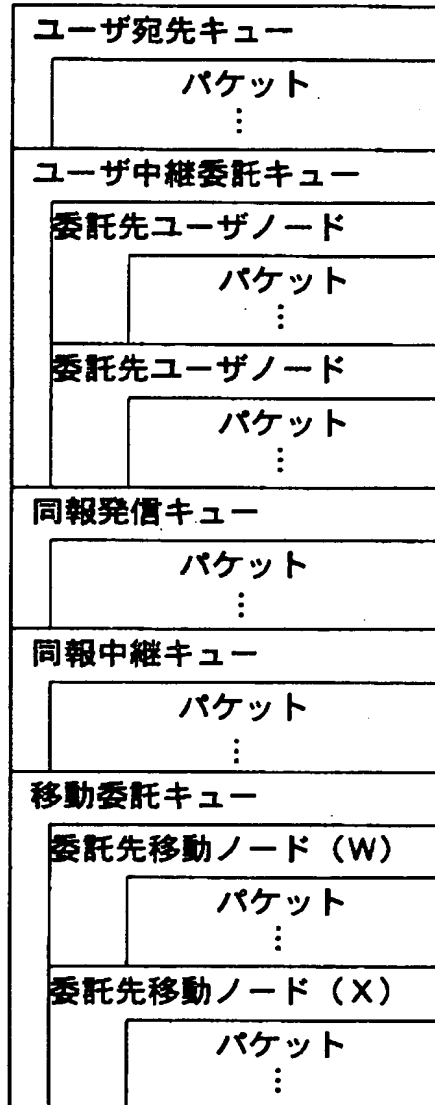 ユーザ宛先キュー
パケット
⋮
ユーザ中継委託キュー
委託先ユーザノード
パケット
⋮
委託先ユーザノード
パケット
⋮
同報発信キュー
パケット
⋮
同報中継キュー
パケット
⋮
移動委託キュー
委託先移動ノード（W）
パケット
⋮
委託先移動ノード（X）
パケット
⋮